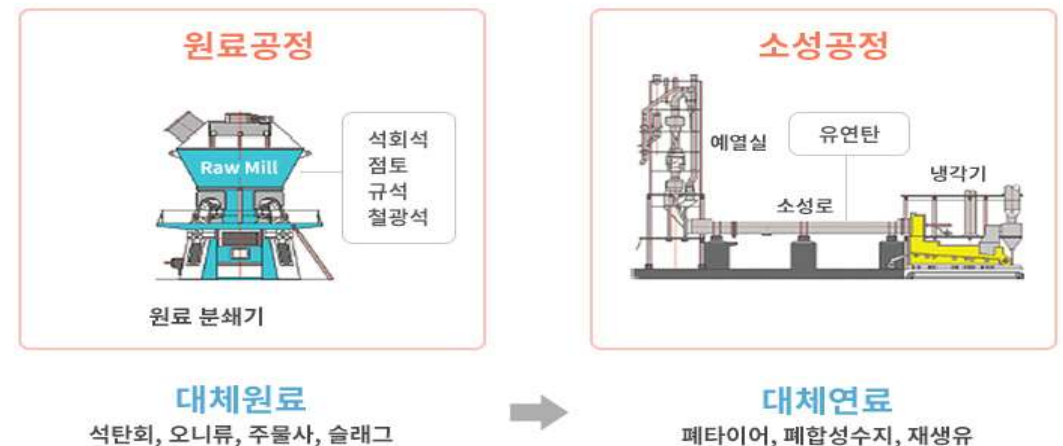 원료공정
Raw Mill
석회석
점토
규석
철광석
원료 분쇄기
대체원료
석탄회, 오니류, 주물사, 슬래그
소성공정
예열실
유연탄
냉각기
소성로
대체연료
폐타이어, 폐합성수지, 재생유